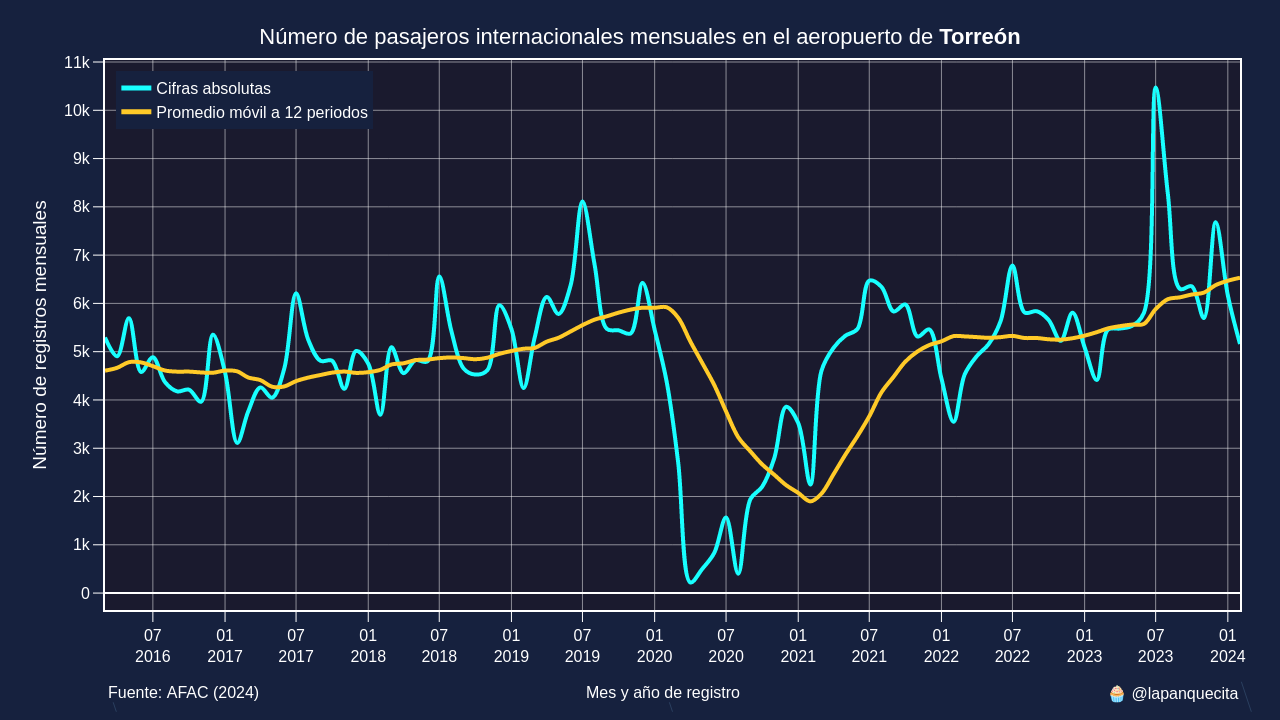 Número de pasajeros internacionales mensuales en el aeropuerto de Torreón
11k
10k
9k
8k
7k
6k
5k
4k
3k
2k
1k
0
Número de registros mensuales
Cifras absolutas
Promedio móvil a 12 periodos
07 01 07 01 07 01 07 01 07 01 07 01 07 01 07 01
2016 2017 2017 2018 2018 2019 2019 2020 2020 2021 2021 2022 2022 2023 2023 2024
Fuente: AFAC (2024)
Mes y año de registro
🧁 @lapanquecita